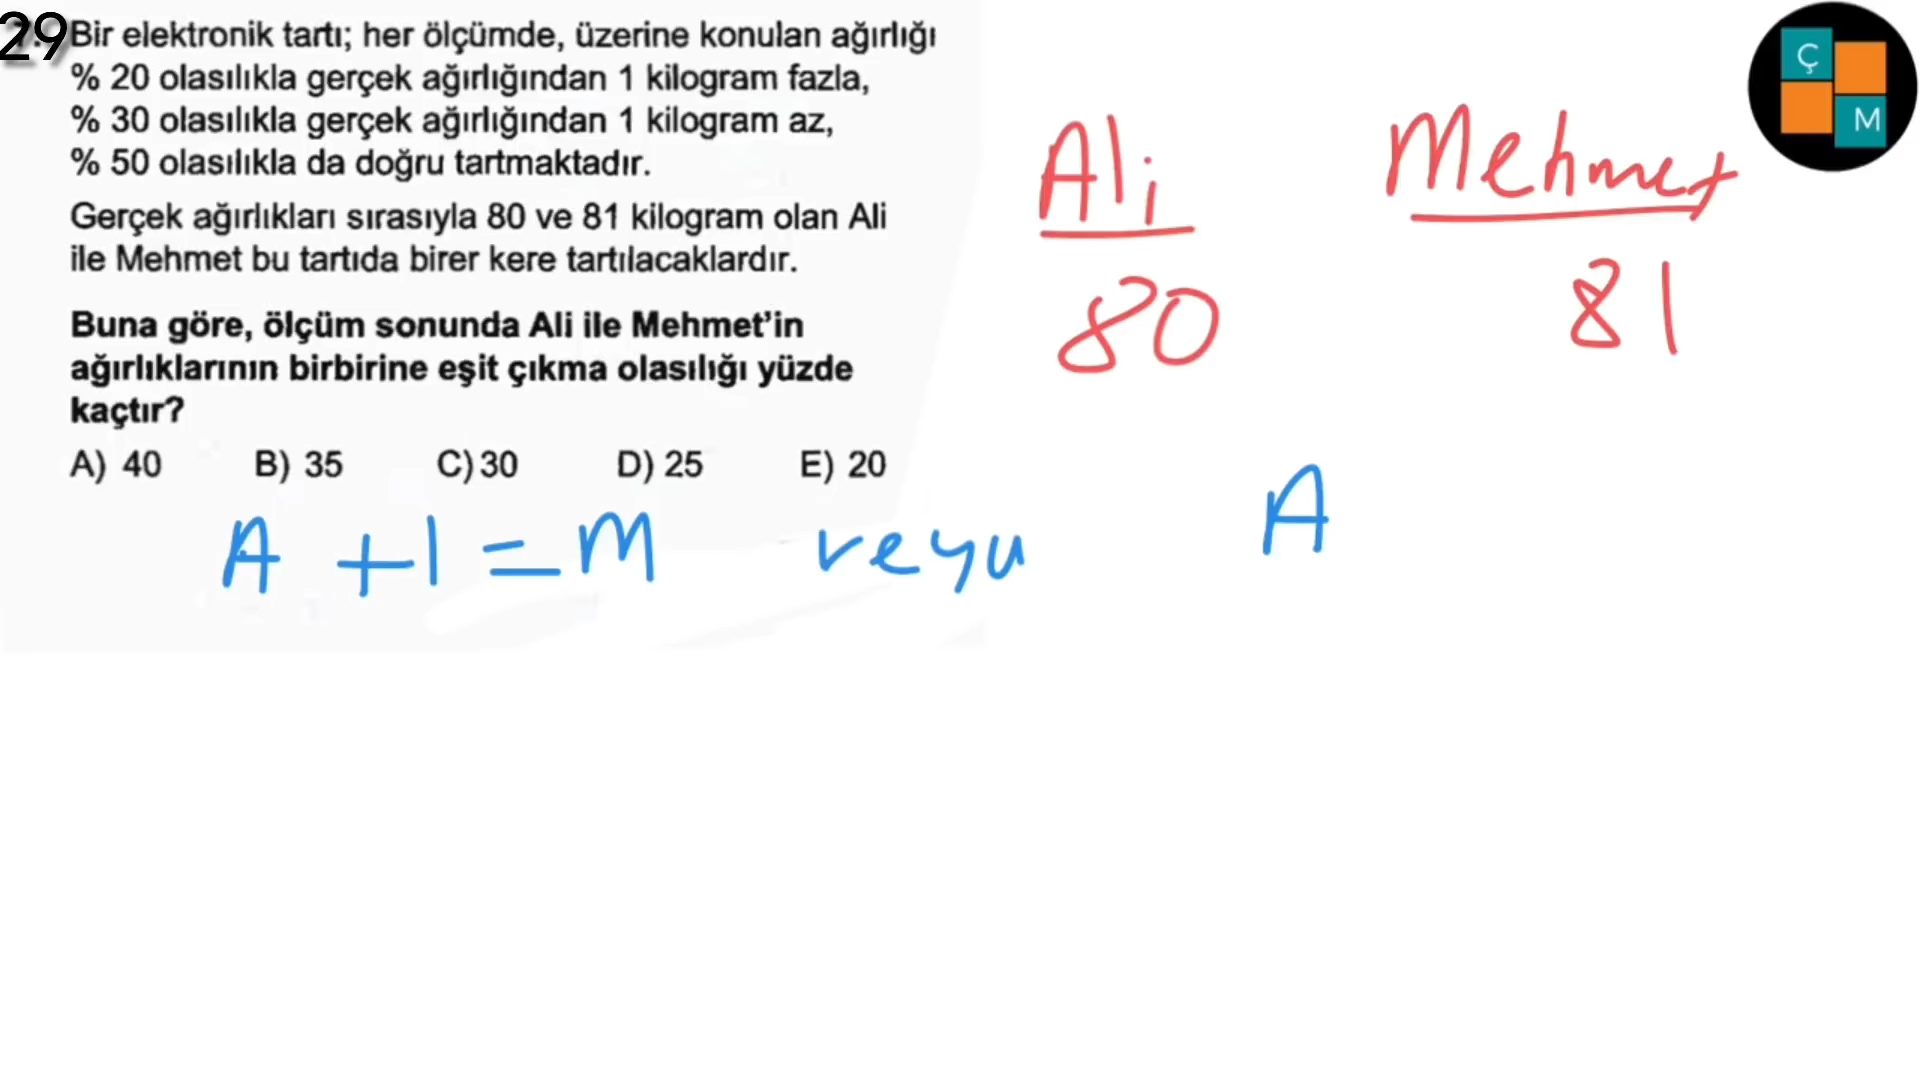 29 Bir elektronik tartı; her ölçümde, üzerine konulan ağırlığı
% 20 olasılıkla gerçek ağırlığından 1 kilogram fazla,
% 30 olasılıkla gerçek ağırlığından 1 kilogram az,
% 50 olasılıkla da doğru tartmaktadır.
Gerçek ağırlıkları sırasıyla 80 ve 81 kilogram olan Ali
ile Mehmet bu tartıda birer kere tartılacaklardır.
Buna göre, ölçüm sonunda Ali ile Mehmet’in
ağırlıklarının birbirine eşit çıkma olasılığı yüzde
kaçtır?
A) 40 B) 35 C) 30 D) 25 E) 20
Ali Mehmet
80 81
A +1 = M veya A
Ç
M